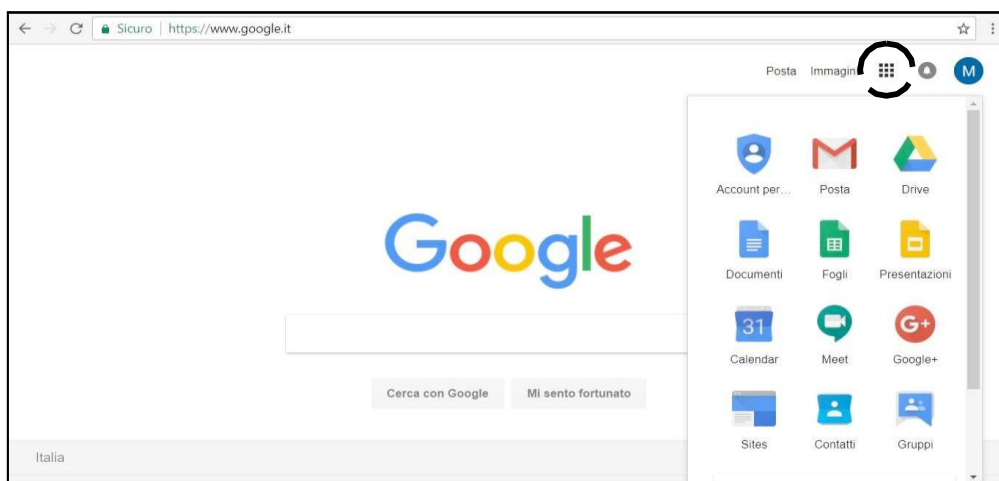 Sicuro | https://www.google.it
Posta Immagin
M
Account per... Posta Drive
Documenti Fogli Presentazioni
31 G+
Calendar Meet Google+
Sites Contatti Gruppi
Google
Cerca con Google Mi sento fortunato
Italia